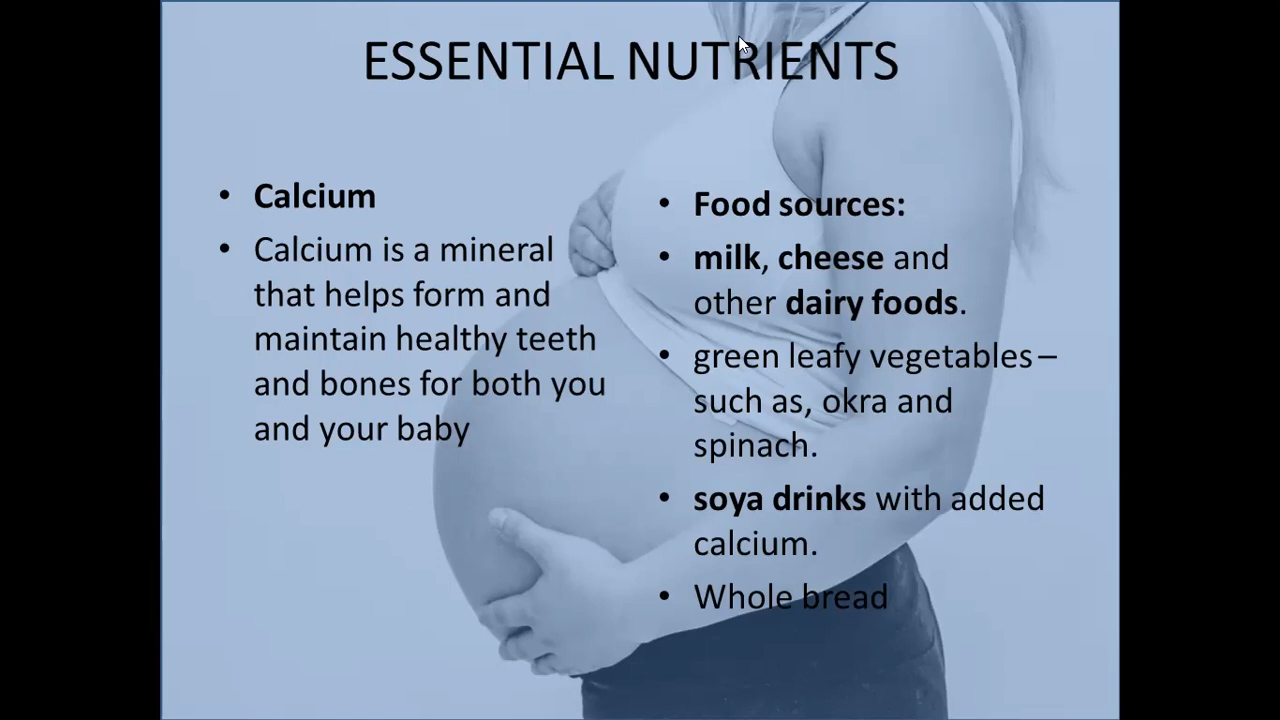 ESSENTIAL NUTRIENTS
• Calcium
• Calcium is a mineral
that helps form and
maintain healthy teeth
and bones for both you
and your baby
• Food sources:
• milk, cheese and
other dairy foods.
• green leafy vegetables –
such as, okra and
spinach.
• soya drinks with added
calcium.
• Whole bread